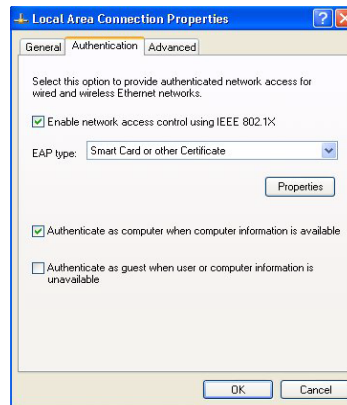 Local Area Connection Properties
General Authentication Advanced
Select this option to provide authenticated network access for
wired and wireless Ethernet networks.
Enable network access control using IEEE 802.1X
EAP type: Smart Card or other Certificate
Properties
Authenticate as computer when computer information is available
Authenticate as guest when user or computer information is
unavailable
OK Cancel